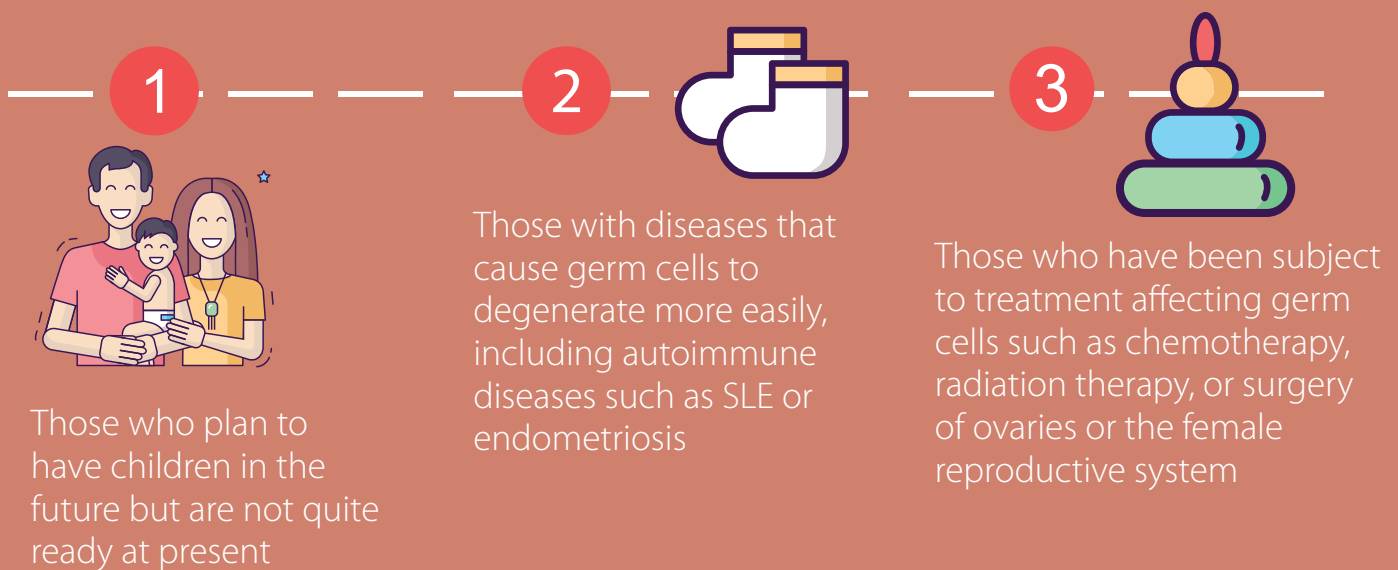 1
Those who plan to
have children in the
future but are not quite
ready at present
2
Those with diseases that
cause germ cells to
degenerate more easily,
including autoimmune
diseases such as SLE or
endometriosis
3
Those who have been subject
to treatment affecting germ
cells such as chemotherapy,
radiation therapy, or surgery
of ovaries or the female
reproductive system